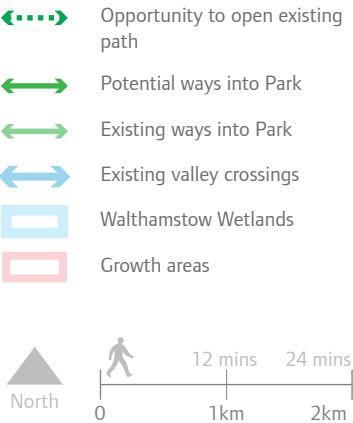 Opportunity to open existing
path
Potential ways into Park
Existing ways into Park
Existing valley crossings
Walthamstow Wetlands
Growth areas
12 mins 24 mins
North
0 1km 2km